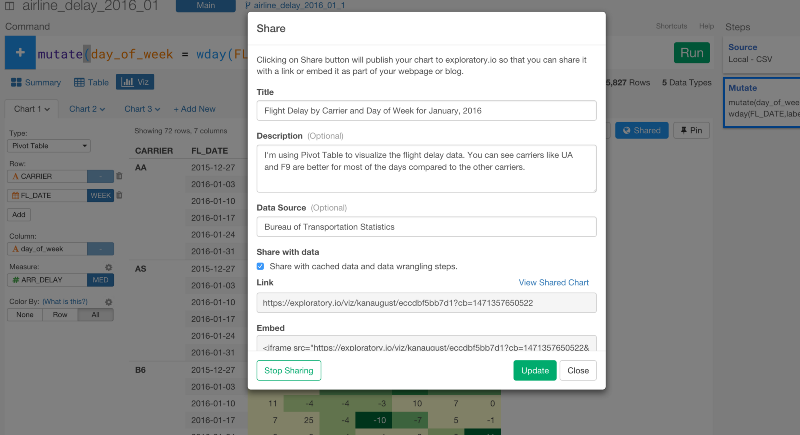 airline_delay_2016_01
Main
airline_delay_2016_01_1
Command
Shortcuts Help
Steps
+
mutate(day_of_week = wday(FL
Run
Source
Local - CSV
Summary
Table
Viz
5,827 Rows 5 Data Types
Mutate
mutate(day_of_wee
wday(FL_DATE,labe
Chart 1
Chart 2
Chart 3
+ Add New
Shared
Pin
Type:
Pivot Table
Row:
A CARRIER -
FL_DATE WEEK
Add
Column:
A day_of_week -
Measure:
# ARR_DELAY MED
Color By: (What is this?)
None Row All
Showing 72 rows, 7 columns
CARRIER FL_DATE
AA 2015-12-27
2016-01-03
2016-01-10
2016-01-17
2016-01-24
2016-01-31
AS 2015-12-27
2016-01-03
2016-01-10
2016-01-17
2016-01-24
2016-01-31
B6 2015-12-27
2016-01-03
2016-01-10 11 -4 -4 -3 10 7 0
2016-01-17 7 25 -4 -10 -7 5 -1
Share
Clicking on Share button will publish your chart to exploratory.io so that you can share it
with a link or embed it as part of your webpage or blog.
Title
Flight Delay by Carrier and Day of Week for January, 2016
Description (Optional)
I'm using Pivot Table to visualize the flight delay data. You can see carriers like UA
and F9 are better for most of the days compared to the other carriers.
Data Source (Optional)
Bureau of Transportation Statistics
Share with data
Share with cached data and data wrangling steps.
Link
View Shared Chart
https://exploratory.io/viz/kanaugust/eccdbf5bb7d1?cb=1471357650522
Embed
<iframe src="https://exploratory.io/viz/kanaugust/eccdbf5bb7d1?cb=1471357650522&
Stop Sharing
Update
Close